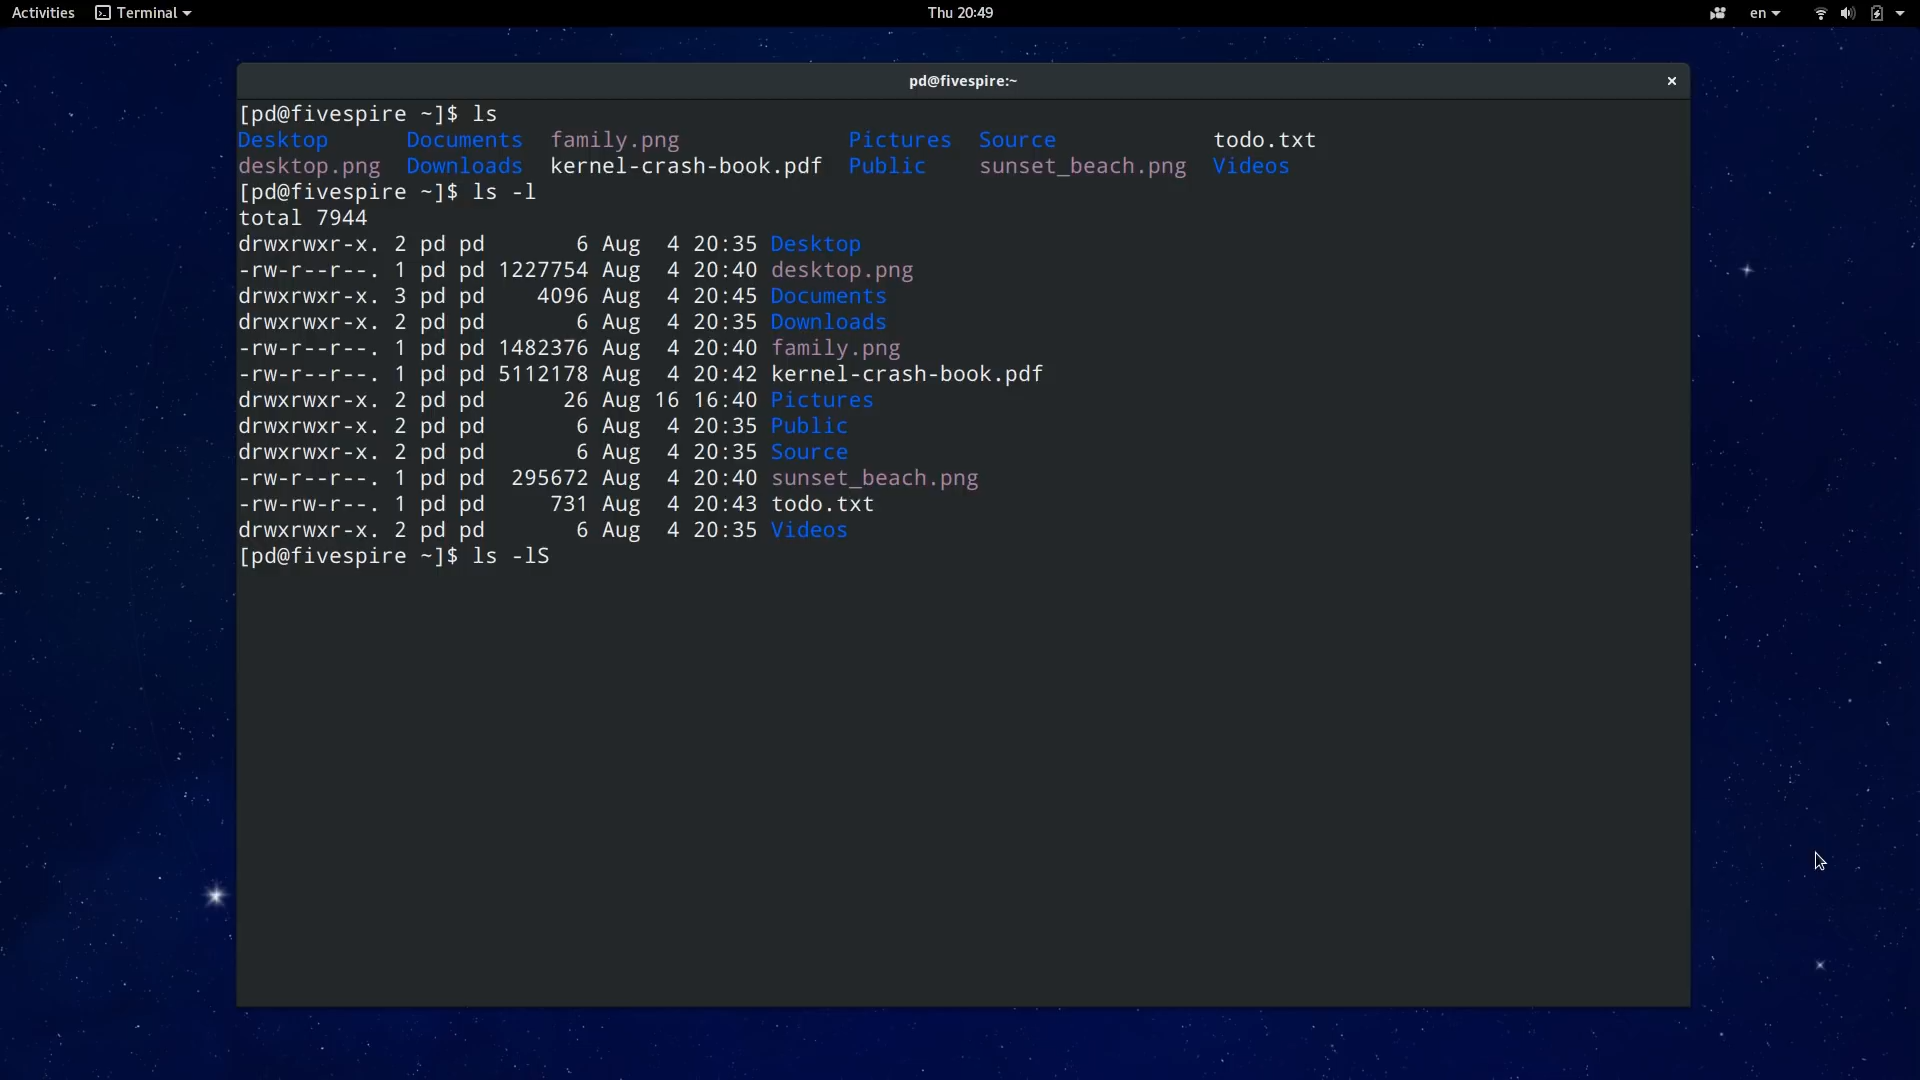 Activities Terminal Thu 20:49 en
pd@fivespire:~
[pd@fivespire ~]$ ls
Desktop Documents family.png Pictures Source todo.txt
desktop.png Downloads kernel-crash-book.pdf Public sunset_beach.png Videos
[pd@fivespire ~]$ ls -l
total 7944
drwxrwxr-x. 2 pd pd 6 Aug 4 20:35 Desktop
-rw-r--r--. 1 pd pd 1227754 Aug 4 20:40 desktop.png
drwxrwxr-x. 3 pd pd 4096 Aug 4 20:45 Documents
drwxrwxr-x. 2 pd pd 6 Aug 4 20:35 Downloads
-rw-r--r--. 1 pd pd 1482376 Aug 4 20:40 family.png
-rw-r--r--. 1 pd pd 5112178 Aug 4 20:42 kernel-crash-book.pdf
drwxrwxr-x. 2 pd pd 26 Aug 16 16:40 Pictures
drwxrwxr-x. 2 pd pd 6 Aug 4 20:35 Public
drwxrwxr-x. 2 pd pd 6 Aug 4 20:35 Source
-rw-r--r--. 1 pd pd 295672 Aug 4 20:40 sunset_beach.png
-rw-rw-r--. 1 pd pd 731 Aug 4 20:43 todo.txt
drwxrwxr-x. 2 pd pd 6 Aug 4 20:35 Videos
[pd@fivespire ~]$ ls -lS